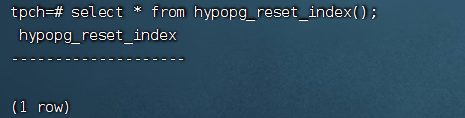 tpch=# select * from hypopg_reset_index();
 hypopg_reset_index
--------------------

(1 row)